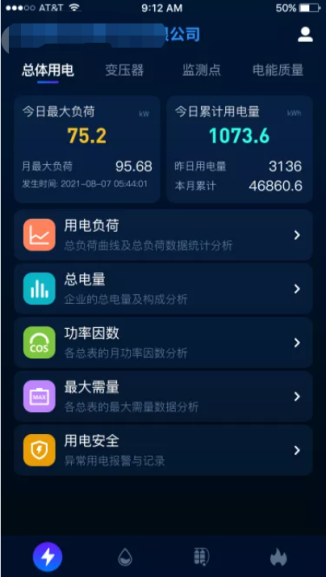 AT&T
9:12 AM
50%
公司
总体用电
变压器
监测点
电能质量
今日最大负荷
kW
75.2
月最大负荷
95.68
发生时间: 2021-08-07 05:44:01
今日累计用电量
kWh
1073.6
昨日用电量
3136
本月累计
46860.6
用电负荷
总负荷曲线及总负荷数据统计分析
总电量
企业的总电量及构成分析
COS
功率因数
各总表的月功率因数分析
MAX
最大需量
各总表的最大需量数据分析
用电安全
异常用电报警与记录